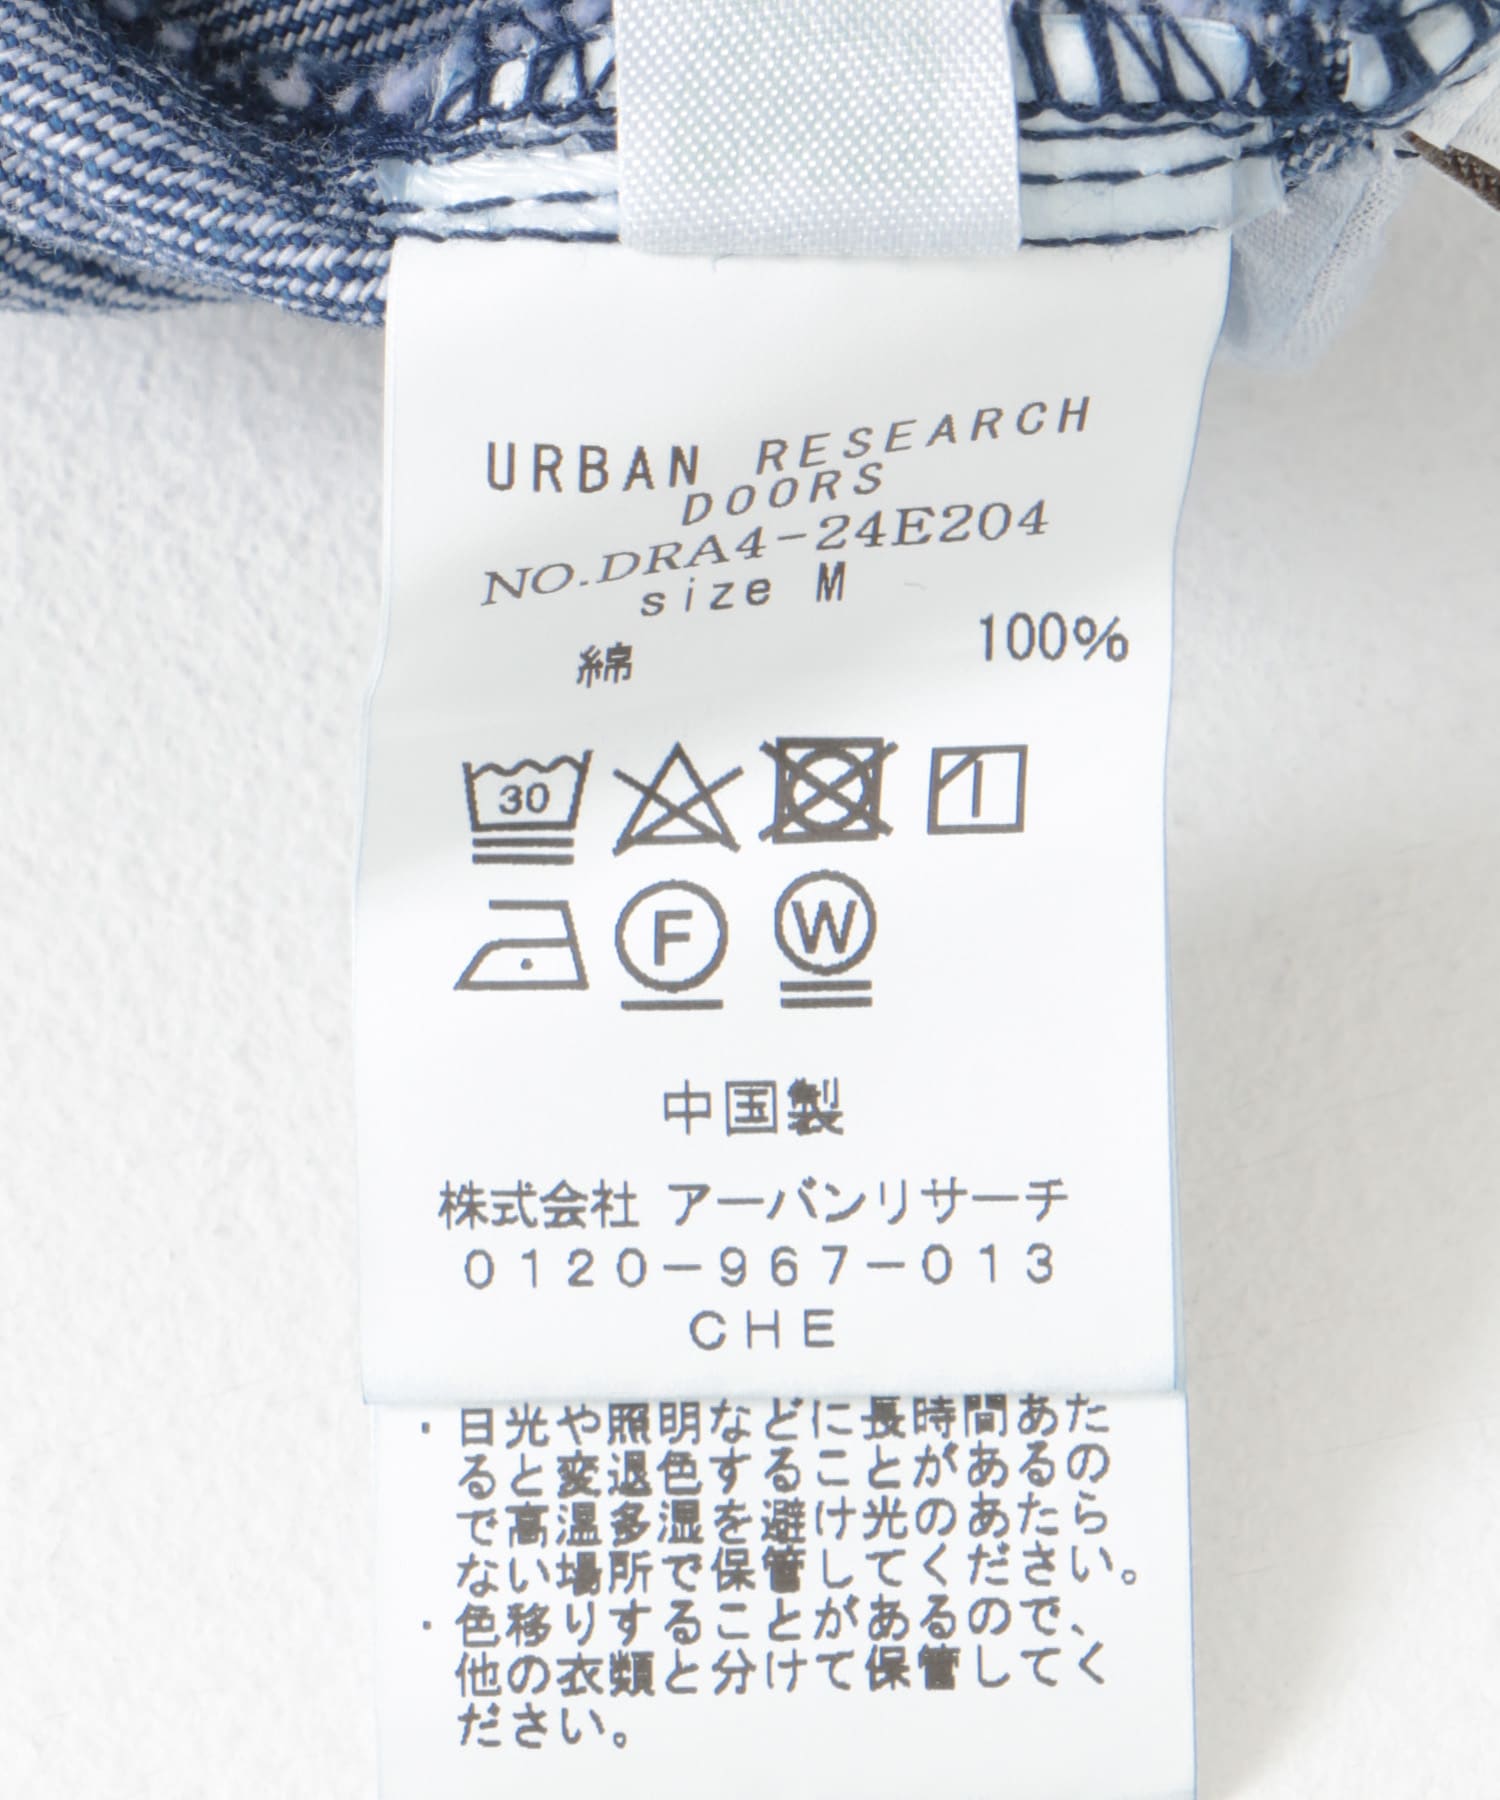 URBAN RESEARCH
DOORS
NO.DRA4-24E204
size M
綿 100%
30
F W
中国製
株式会社 アーバンリサーチ
0120-967-013
CHE
・日光や照明などに長時間あた
ると変退色することがあるの
で高温多湿を避け光のあたら
ない場所で保管してください。
・色移りすることがあるので、
他の衣類と分けて保管してく
ださい。